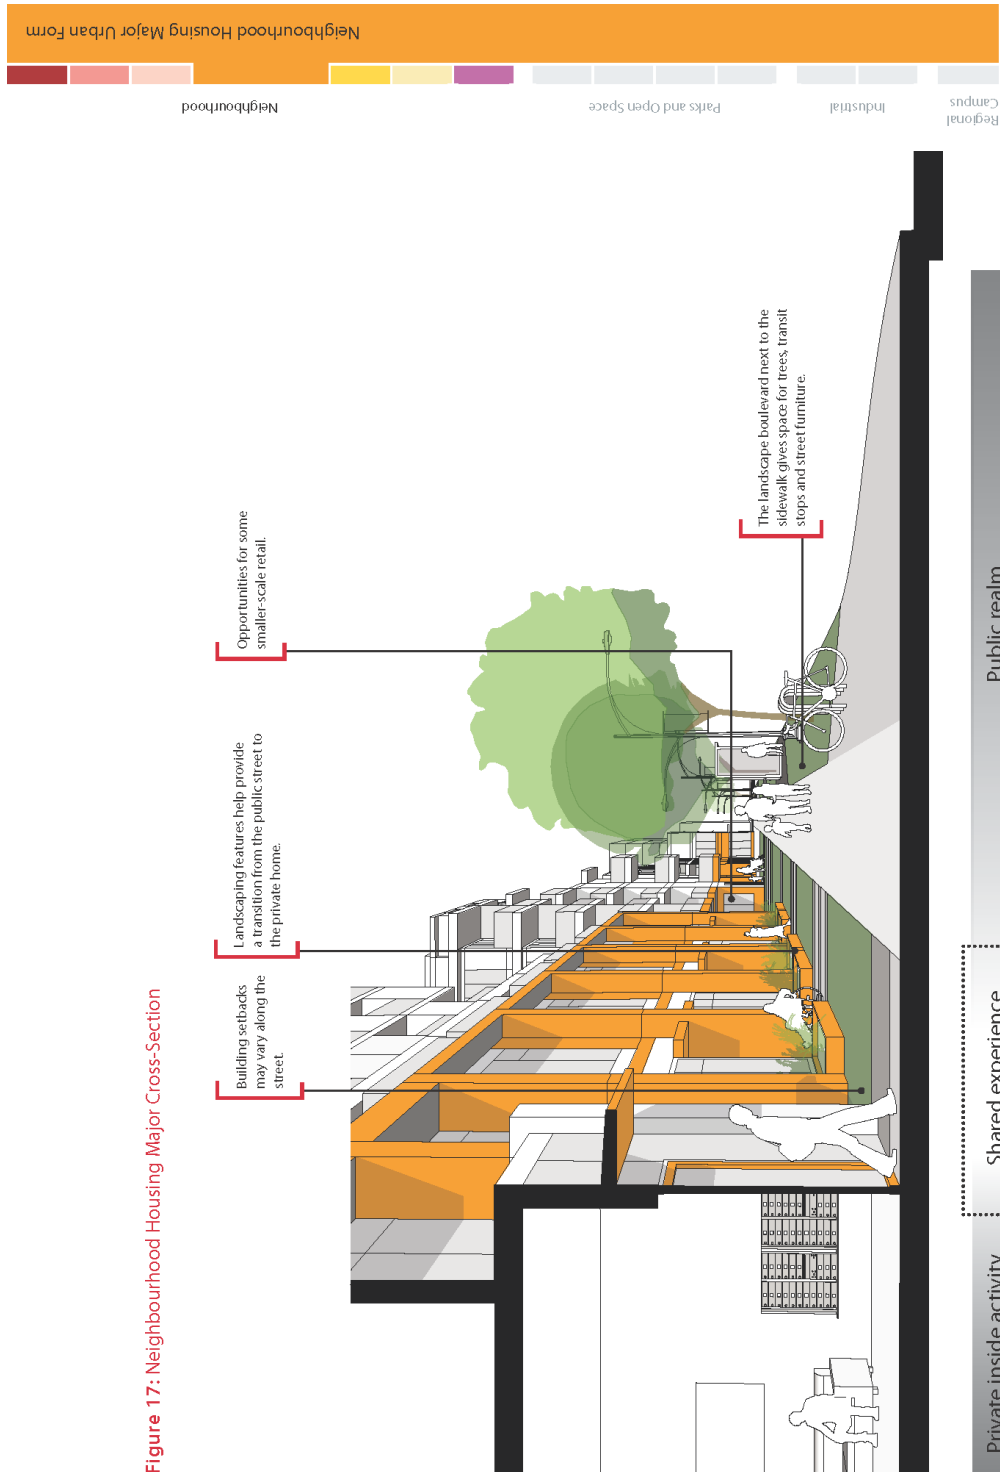 Neighbourhood Housing Major Urban Form
Neighbourhood
Parks and Open Space
Industrial
Regional
Campus
Figure 17: Neighbourhood Housing Major Cross-Section
Building setbacks
may vary along the
street.
Landscaping features help provide
a transition from the public street to
the private home.
Opportunities for some
smaller-scale retail.
The landscape boulevard next to the
sidewalk gives space for trees, transit
stops and street furniture.
Private inside activity
Shared experience
Public realm